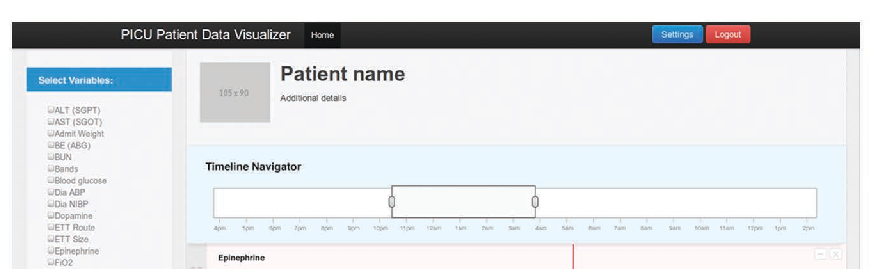 PICU Patient Data Visualizer Home Settings Logout
Select Variables:
ALT (SGPT)
AST (SGOT)
Admit Weight
BE (ABG)
BUN
Bands
Blood glucose
Dia ABP
Dia NIBP
Dopamine
ETT Route
ETT Size
Epinephrine
FiO2
185x90
Patient name
Additional details
Timeline Navigator
4pm 5pm 6pm 7pm 8pm 9pm 10pm 11pm 12am 1am 2am 3am 4am 5am 6am 7am 8am 9am 10am 11am 12pm 1pm 2pm
Epinephrine